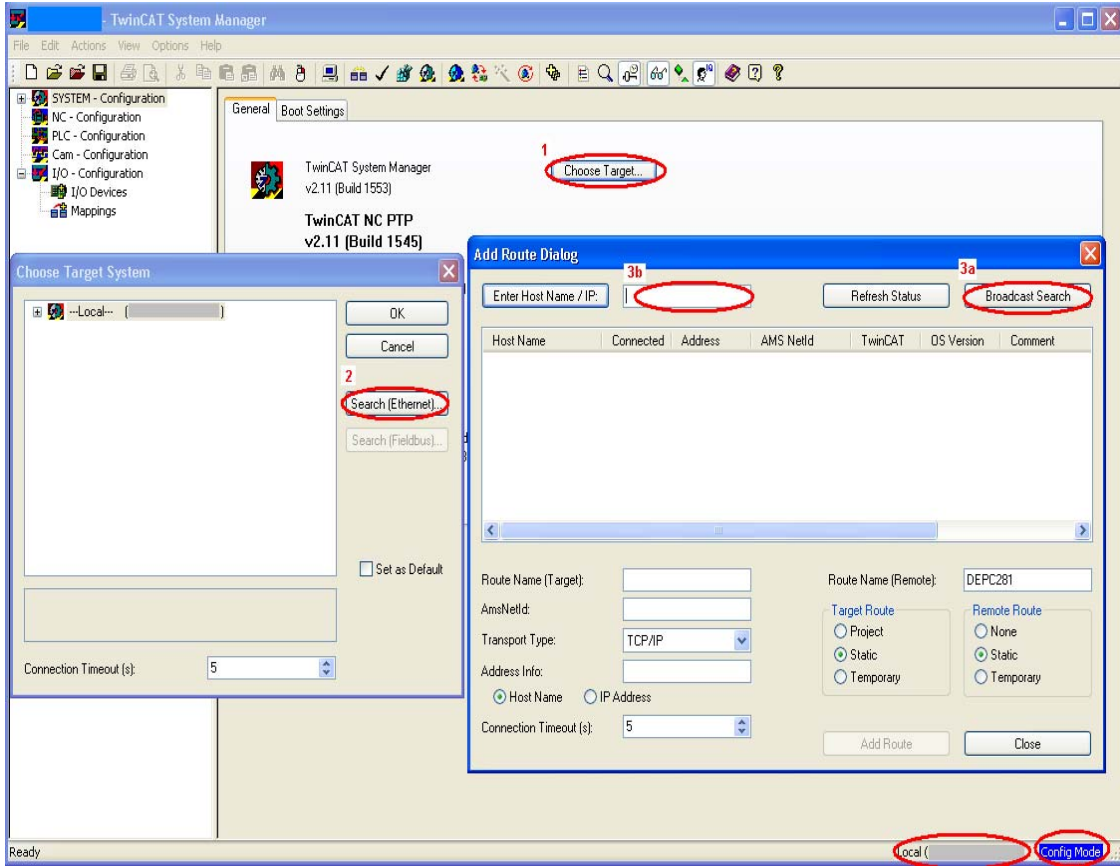 - TwinCAT System Manager
File Edit Actions View Options Help
SYSTEM - Configuration
NC - Configuration
PLC - Configuration
Cam - Configuration
I/O - Configuration
I/O Devices
Mappings
General Boot Settings
1
Choose Target...
TwinCAT System Manager
v2.11 (Build 1553)
TwinCAT NC PTP
v2.11 (Build 1545)
Choose Target System
---Local--- ( )
OK
Cancel
2
Search (Ethernet)...
Search (Fieldbus)...
Set as Default
Connection Timeout (s): 5
Add Route Dialog
3b
3a
Enter Host Name / IP:
Refresh Status
Broadcast Search
Host Name Connected Address AMS NetId TwinCAT OS Version Comment
Route Name (Target):
Route Name (Remote): DEPC281
AmsNetId:
Transport Type: TCP/IP
Address Info:
Host Name IP Address
Connection Timeout (s): 5
Target Route
Project
Static
Temporary
Remote Route
None
Static
Temporary
Add Route
Close
Ready
Local (
Config Mode